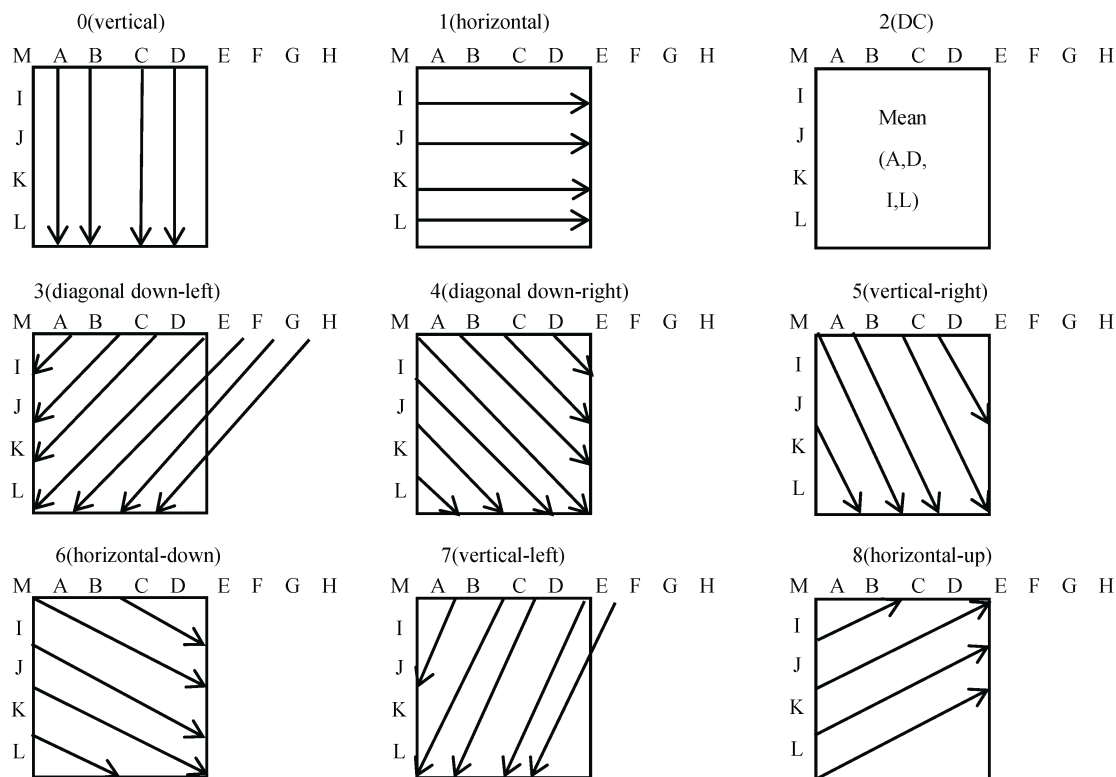 0(vertical)
1(horizontal)
2(DC)
M A B C D E F G H
M A B C D E F G H
M A B C D E F G H
I
J
K
L
I
J
K
L
I
J
K
L
Mean
(A,D,
I,L)
3(diagonal down-left)
4(diagonal down-right)
5(vertical-right)
M A B C D E F G H
M A B C D E F G H
M A B C D E F G H
I
J
K
L
I
J
K
L
I
J
K
L
6(horizontal-down)
7(vertical-left)
8(horizontal-up)
M A B C D E F G H
M A B C D E F G H
M A B C D E F G H
I
J
K
L
I
J
K
L
I
J
K
L